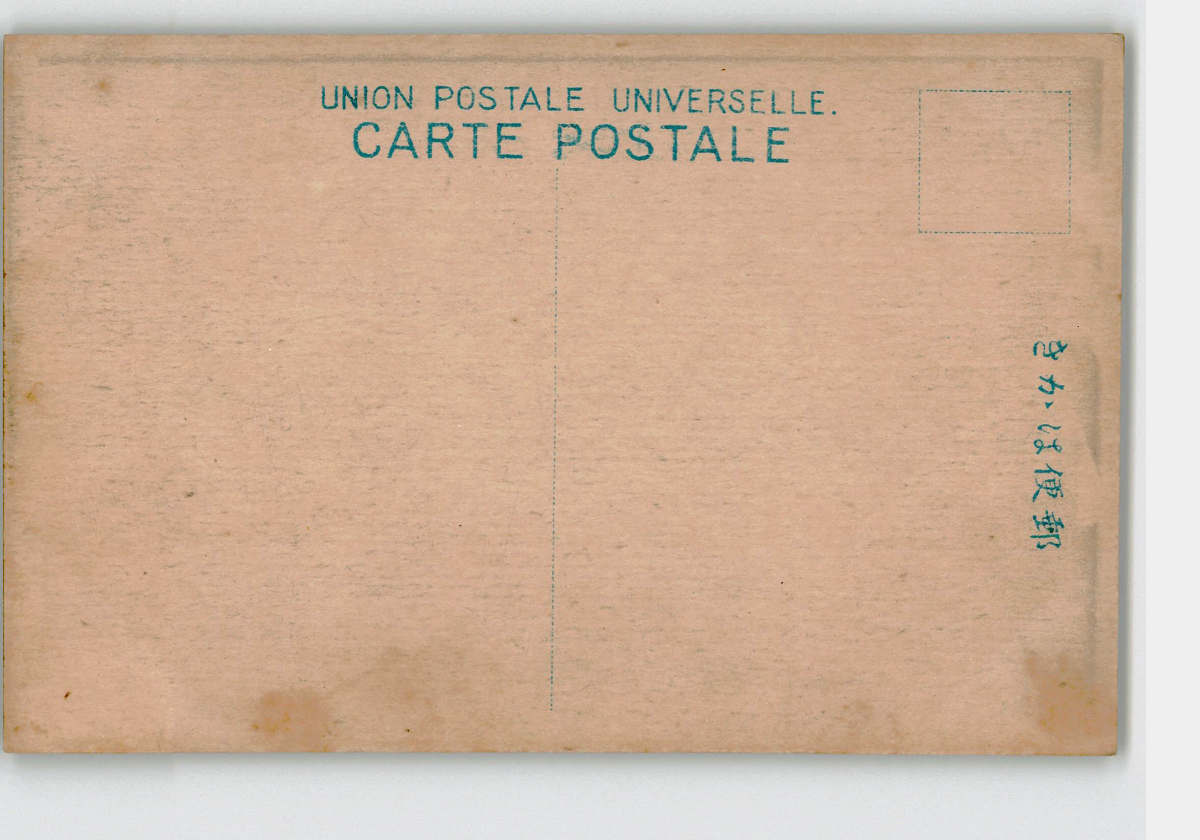 UNION POSTALE UNIVERSELLE.
CARTE POSTALE
きかは便郵